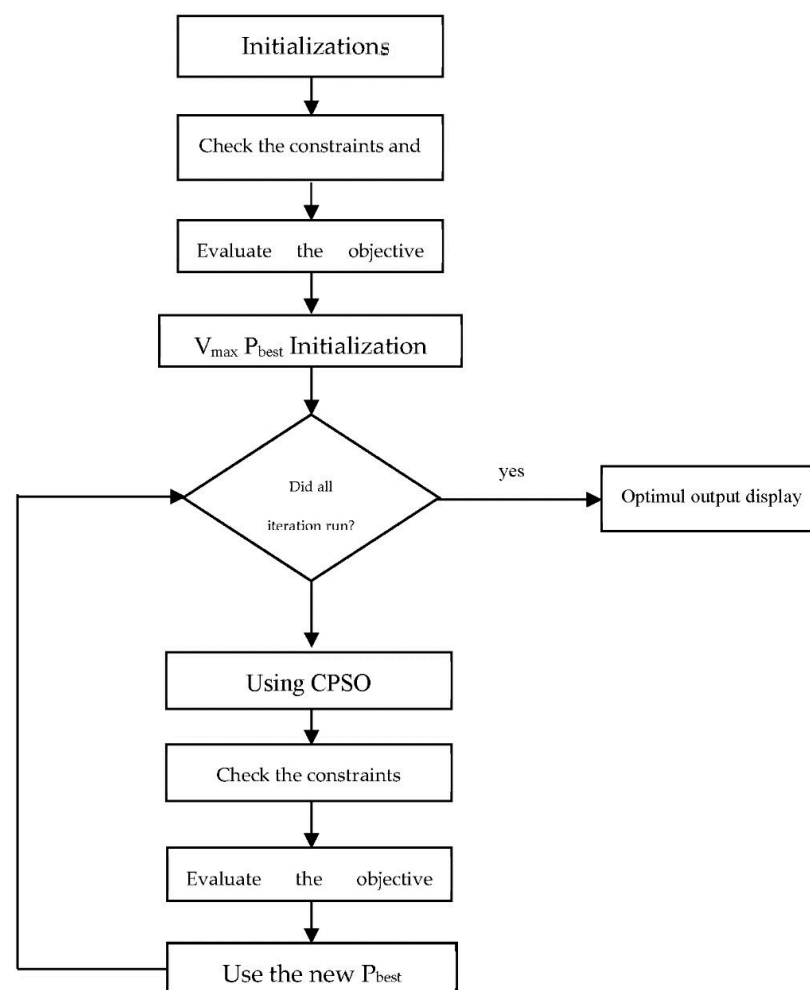 Initializations
Check the constraints and
Evaluate the objective
Vmax Pbest Initialization
Did all
iteration run?
yes
Optimul output display
Using CPSO
Check the constraints
Evaluate the objective
Use the new Pbest